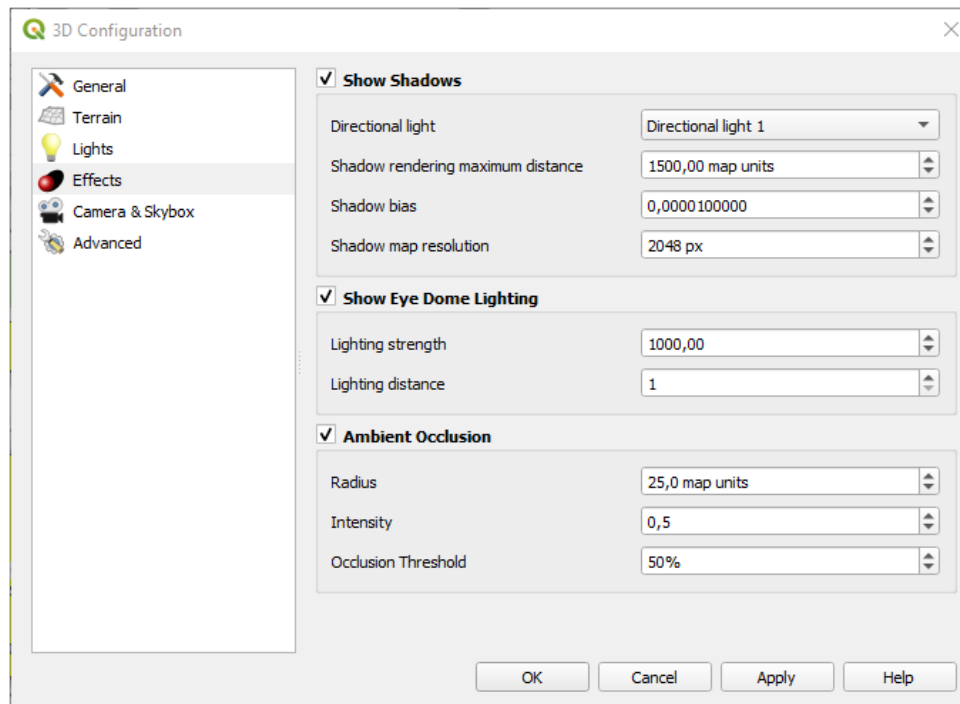 3D Configuration
General
Terrain
Lights
Effects
Camera & Skybox
Advanced
Show Shadows
Directional light Directional light 1
Shadow rendering maximum distance 1500,00 map units
Shadow bias 0,0000100000
Shadow map resolution 2048 px
Show Eye Dome Lighting
Lighting strength 1000,00
Lighting distance 1
Ambient Occlusion
Radius 25,0 map units
Intensity 0,5
Occlusion Threshold 50%
OK Cancel Apply Help